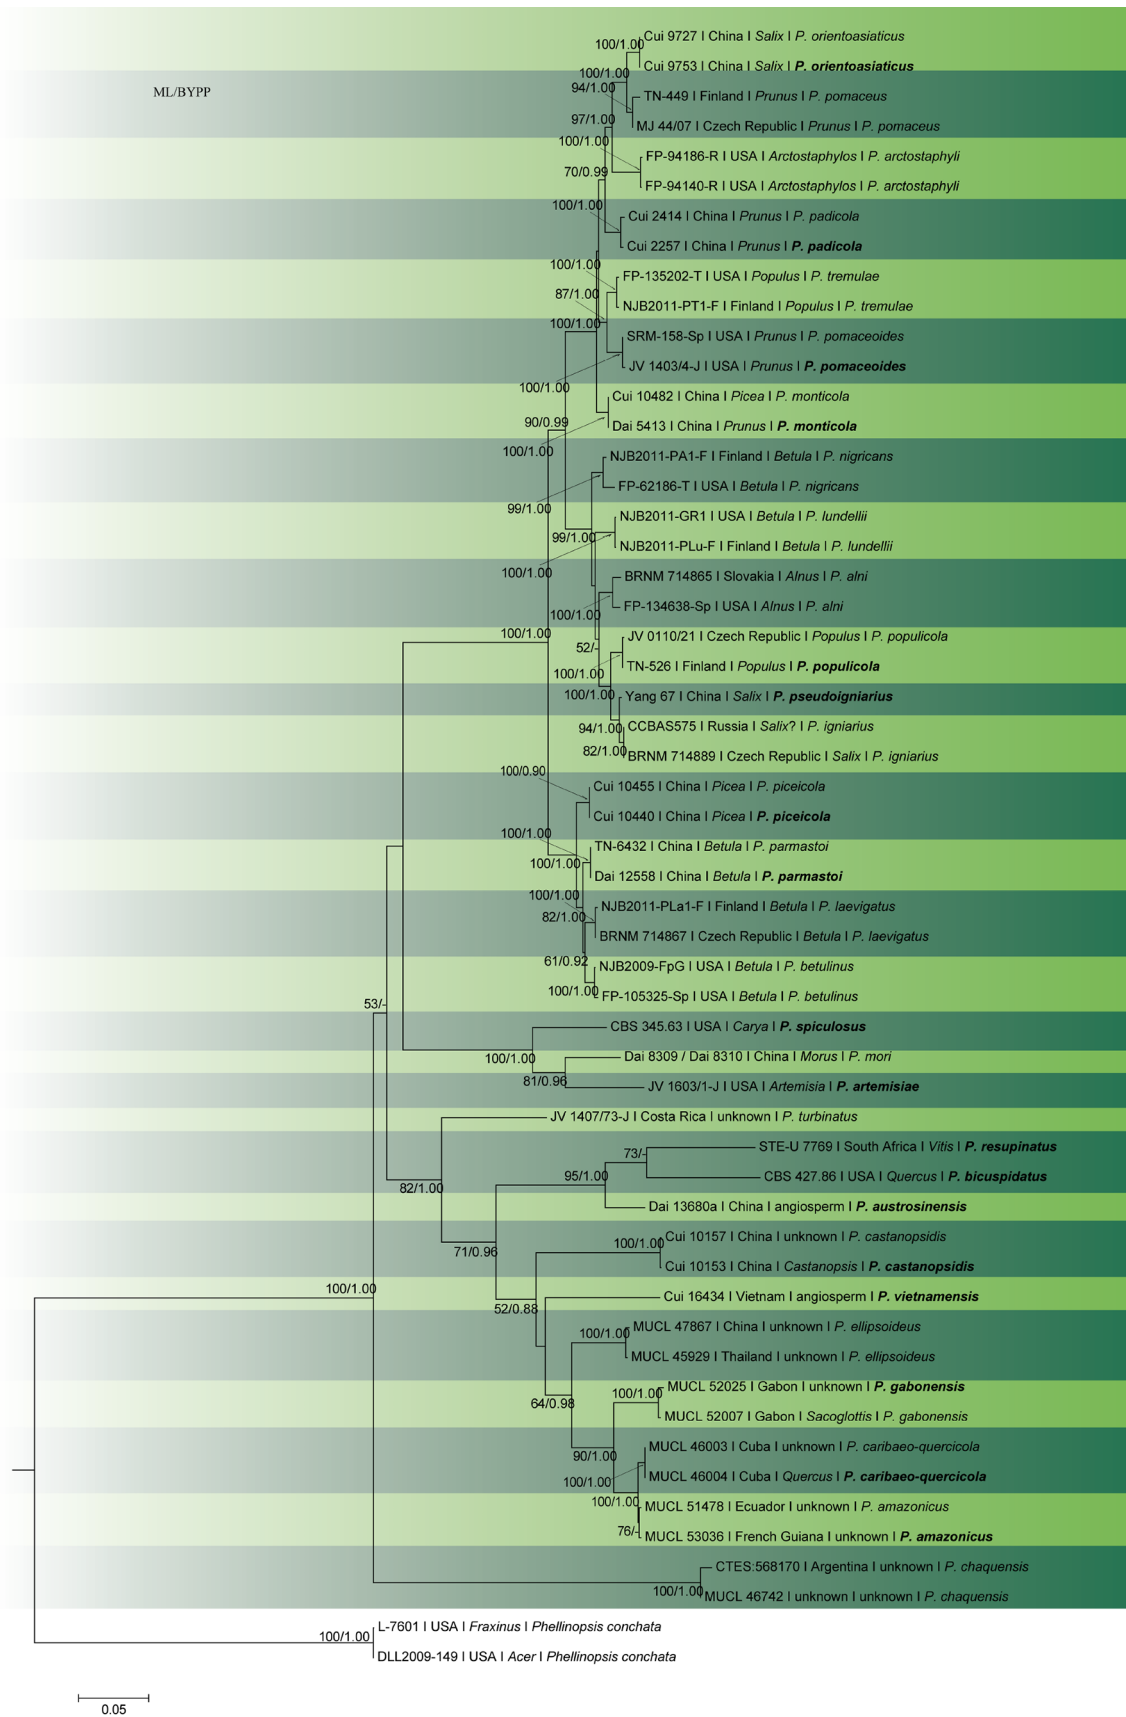 Cui 9727 I China I Salix I P. orientoasiaticus
100/1.00
Cui 9753 I China I Salix I P. orientoasiaticus
100/1.00
ML/BYPP
94/1.00
TN-449 I Finland I Prunus I P. pomaceus
97/1.00
MJ 44/07 I Czech Republic I Prunus I P. pomaceus
100/1.00
FP-94186-R I USA I Arctostaphylos I P. arctostaphyli
70/0.99
FP-94140-R I USA I Arctostaphylos I P. arctostaphyli
100/1.00
Cui 2414 I China I Prunus I P. padicola
Cui 2257 I China I Prunus I P. padicola
100/1.00
FP-135202-T I USA I Populus I P. tremulae
87/1.00
NJB2011-PT1-F I Finland I Populus I P. tremulae
100/1.00
SRM-158-Sp I USA I Prunus I P. pomaceoides
JV 1403/4-J I USA I Prunus I P. pomaceoides
100/1.00
Cui 10482 I China I Picea I P. monticola
90/0.99
Dai 5413 I China I Prunus I P. monticola
100/1.00
NJB2011-PA1-F I Finland I Betula I P. nigricans
FP-62186-T I USA I Betula I P. nigricans
99/1.00
NJB2011-GR1 I USA I Betula I P. lundellii
99/1.00
NJB2011-PLu-F I Finland I Betula I P. lundellii
100/1.00
BRNM 714865 I Slovakia I Alnus I P. alni
FP-134638-Sp I USA I Alnus I P. alni
100/1.00
100/1.00
JV 0110/21 I Czech Republic I Populus I P. populicola
52/-
TN-526 I Finland I Populus I P. populicola
100/1.00
100/1.00
Yang 67 I China I Salix I P. pseudoigniarius
94/1.00
CCBAS575 I Russia I Salix? I P. igniarius
82/1.00
BRNM 714889 I Czech Republic I Salix I P. igniarius
100/0.90
Cui 10455 I China I Picea I P. piceicola
Cui 10440 I China I Picea I P. piceicola
100/1.00
TN-6432 I China I Betula I P. parmastoi
100/1.00
Dai 12558 I China I Betula I P. parmastoi
100/1.00
NJB2011-PLa1-F I Finland I Betula I P. laevigatus
82/1.00
BRNM 714867 I Czech Republic I Betula I P. laevigatus
61/0.92
NJB2009-FpG I USA I Betula I P. betulinus
100/1.00
FP-105325-Sp I USA I Betula I P. betulinus
53/-
CBS 345.63 I USA I Carya I P. spiculosus
100/1.00
Dai 8309 / Dai 8310 I China I Morus I P. mori
81/0.96
JV 1603/1-J I USA I Artemisia I P. artemisiae
JV 1407/73-J I Costa Rica I unknown I P. turbinatus
73/-
STE-U 7769 I South Africa I Vitis I P. resupinatus
95/1.00
CBS 427.86 I USA I Quercus I P. bicuspidatus
82/1.00
Dai 13680a I China I angiosperm I P. austrosinensis
71/0.96
100/1.00
Cui 10157 I China I unknown I P. castanopsidis
Cui 10153 I China I Castanopsis I P. castanopsidis
100/1.00
Cui 16434 I Vietnam I angiosperm I P. vietnamensis
52/0.88
100/1.00
MUCL 47867 I China I unknown I P. ellipsoideus
MUCL 45929 I Thailand I unknown I P. ellipsoideus
100/1.00
MUCL 52025 I Gabon I unknown I P. gabonensis
64/0.98
MUCL 52007 I Gabon I Sacoglottis I P. gabonensis
90/1.00
MUCL 46003 I Cuba I unknown I P. caribaeo-quercicola
100/1.00
MUCL 46004 I Cuba I Quercus I P. caribaeo-quercicola
100/1.00
MUCL 51478 I Ecuador I unknown I P. amazonicus
76/-
MUCL 53036 I French Guiana I unknown I P. amazonicus
CTES:568170 I Argentina I unknown I P. chaquensis
100/1.00
MUCL 46742 I unknown I unknown I P. chaquensis
L-7601 I USA I Fraxinus I Phellinopsis conchata
100/1.00
DLL2009-149 I USA I Acer I Phellinopsis conchata
0.05